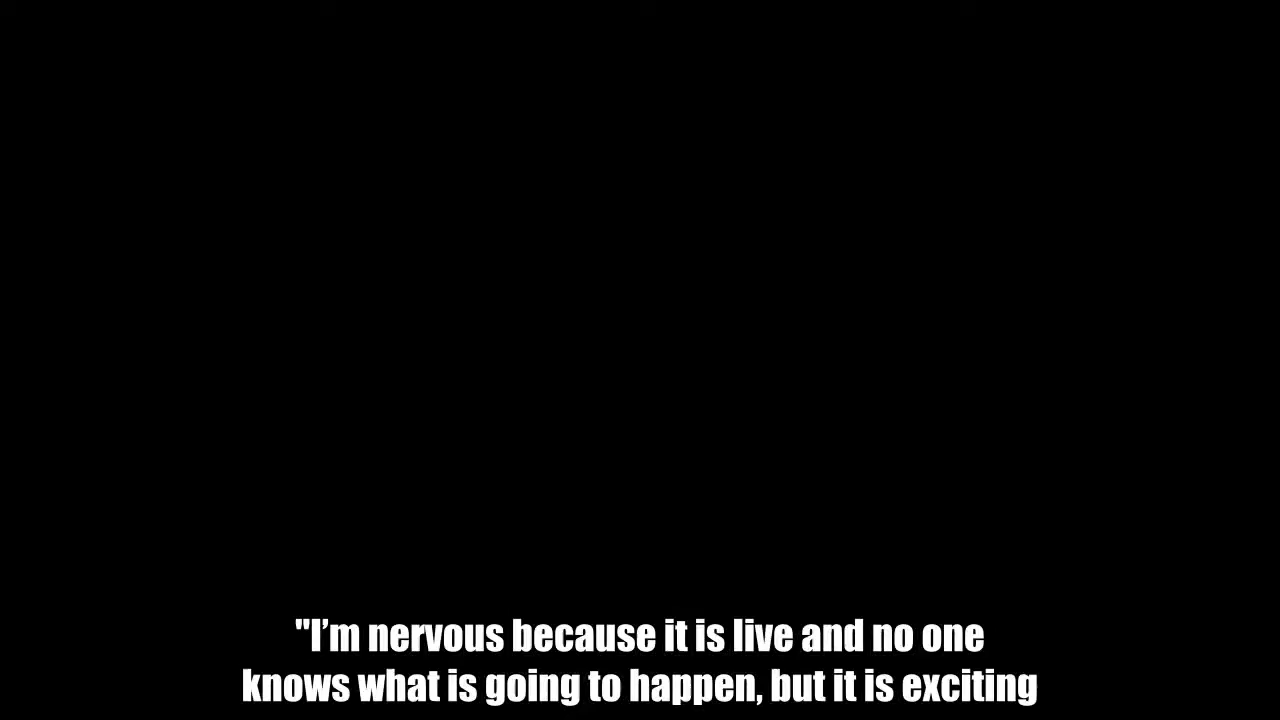 "I’m nervous because it is live and no one
knows what is going to happen, but it is exciting